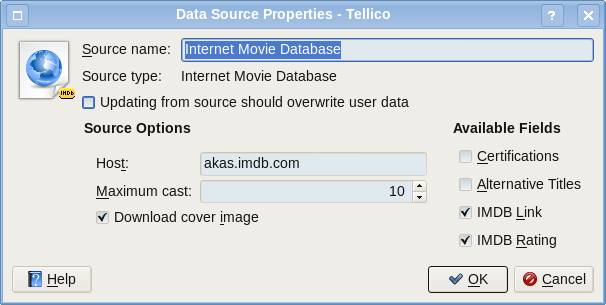 Data Source Properties - Tellico
?
Source name: Internet Movie Database
IMDB
Source type: Internet Movie Database
Updating from source should overwrite user data
Source Options
Host: akas.imdb.com
Maximum cast: 10
Download cover image
Available Fields
Certifications
Alternative Titles
IMDB Link
IMDB Rating
? Help
OK
Cancel